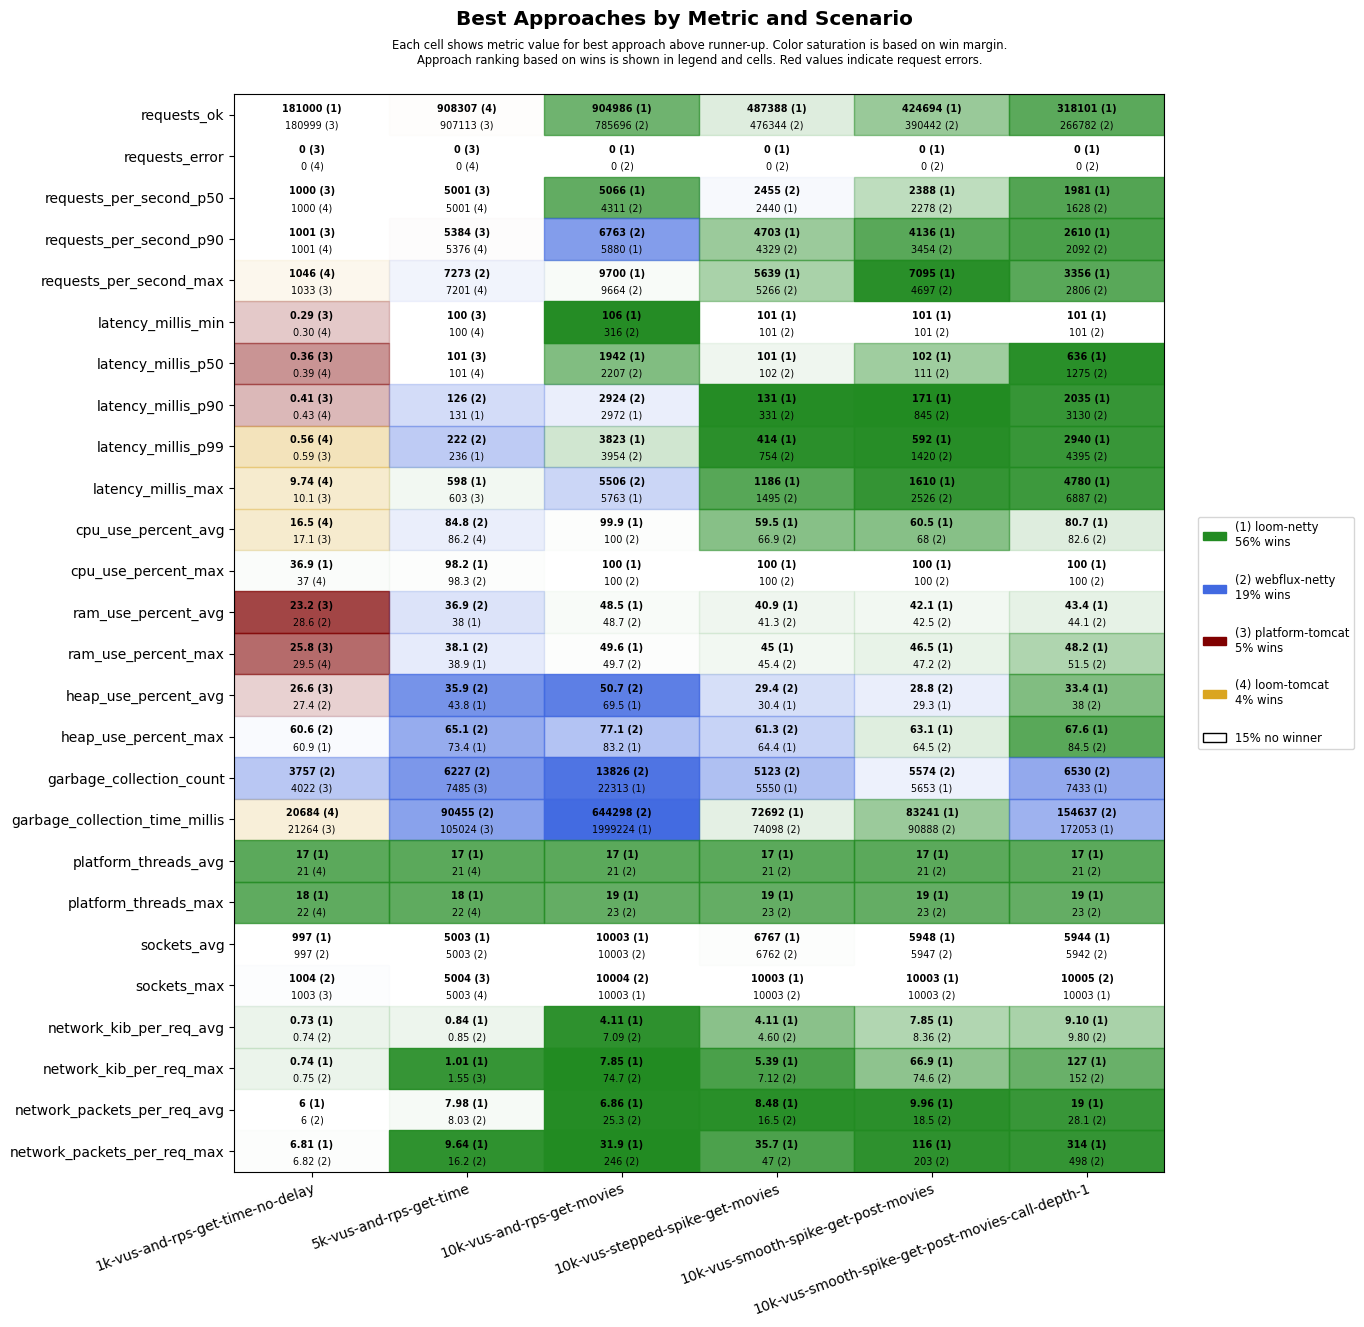 Best Approaches by Metric and Scenario
Each cell shows metric value for best approach above runner-up. Color saturation is based on win margin.
Approach ranking based on wins is shown in legend and cells. Red values indicate request errors.
requests_ok 181000 (1) 908307 (4) 904986 (1) 487388 (1) 424694 (1) 318101 (1)
180999 (3) 907113 (3) 785696 (2) 476344 (2) 390442 (2) 266782 (2)
requests_error 0 (3) 0 (3) 0 (1) 0 (1) 0 (1) 0 (1)
0 (4) 0 (4) 0 (2) 0 (2) 0 (2) 0 (2)
requests_per_second_p50 1000 (3) 5001 (3) 5066 (1) 2455 (2) 2388 (1) 1981 (1)
1000 (4) 5001 (4) 4311 (2) 2440 (1) 2278 (2) 1628 (2)
requests_per_second_p90 1001 (3) 5384 (3) 6763 (2) 4703 (1) 4136 (1) 2610 (1)
1001 (4) 5376 (4) 5880 (1) 4329 (2) 3454 (2) 2092 (2)
requests_per_second_max 1046 (4) 7273 (2) 9700 (1) 5639 (1) 7095 (1) 3356 (1)
1033 (3) 7201 (4) 9664 (2) 5266 (2) 4697 (2) 2806 (2)
latency_millis_min 0.29 (3) 100 (3) 106 (1) 101 (1) 101 (1) 101 (1)
0.30 (4) 100 (4) 316 (2) 101 (2) 101 (2) 101 (2)
latency_millis_p50 0.36 (3) 101 (3) 1942 (1) 101 (1) 102 (1) 636 (1)
0.39 (4) 101 (4) 2207 (2) 102 (2) 111 (2) 1275 (2)
latency_millis_p90 0.41 (3) 126 (2) 2924 (2) 131 (1) 171 (1) 2035 (1)
0.43 (4) 131 (1) 2972 (1) 331 (2) 845 (2) 3130 (2)
latency_millis_p99 0.56 (4) 222 (2) 3823 (1) 414 (1) 592 (1) 2940 (1)
0.59 (3) 236 (1) 3954 (2) 754 (2) 1420 (2) 4395 (2)
latency_millis_max 9.74 (4) 598 (1) 5506 (2) 1186 (1) 1610 (1) 4780 (1)
10.1 (3) 603 (3) 5763 (1) 1495 (2) 2526 (2) 6887 (2)
cpu_use_percent_avg 16.5 (4) 84.8 (2) 99.9 (1) 59.5 (1) 60.5 (1) 80.7 (1)
17.1 (3) 86.2 (4) 100 (2) 66.9 (2) 68 (2) 82.6 (2)
cpu_use_percent_max 36.9 (1) 98.2 (1) 100 (1) 100 (1) 100 (1) 100 (1)
37 (4) 98.3 (2) 100 (2) 100 (2) 100 (2) 100 (2)
ram_use_percent_avg 23.2 (3) 36.9 (2) 48.5 (1) 40.9 (1) 42.1 (1) 43.4 (1)
28.6 (2) 38 (1) 48.7 (2) 41.3 (2) 42.5 (2) 44.1 (2)
ram_use_percent_max 25.8 (3) 38.1 (2) 49.6 (1) 45 (1) 46.5 (1) 48.2 (1)
29.5 (4) 38.9 (1) 49.7 (2) 45.4 (2) 47.2 (2) 51.5 (2)
heap_use_percent_avg 26.6 (3) 35.9 (2) 50.7 (2) 29.4 (2) 28.8 (2) 33.4 (1)
27.4 (2) 43.8 (1) 69.5 (1) 30.4 (1) 29.3 (1) 38 (2)
heap_use_percent_max 60.6 (2) 65.1 (2) 77.1 (2) 61.3 (2) 63.1 (1) 67.6 (1)
60.9 (1) 73.4 (1) 83.2 (1) 64.4 (1) 64.5 (2) 84.5 (2)
garbage_collection_count 3757 (2) 6227 (2) 13826 (2) 5123 (2) 5574 (2) 6530 (2)
4022 (3) 7485 (3) 22313 (1) 5550 (1) 5653 (1) 7433 (1)
garbage_collection_time_millis 20684 (4) 90455 (2) 644298 (2) 72692 (1) 83241 (1) 154637 (2)
21264 (3) 105024 (3) 1999224 (1) 74098 (2) 90888 (2) 172053 (1)
platform_threads_avg 17 (1) 17 (1) 17 (1) 17 (1) 17 (1) 17 (1)
21 (4) 21 (4) 21 (2) 21 (2) 21 (2) 21 (2)
platform_threads_max 18 (1) 18 (1) 19 (1) 19 (1) 19 (1) 19 (1)
22 (4) 22 (4) 23 (2) 23 (2) 23 (2) 23 (2)
sockets_avg 997 (1) 5003 (1) 10003 (1) 6767 (1) 5948 (1) 5944 (1)
997 (2) 5003 (2) 10003 (2) 6762 (2) 5947 (2) 5942 (2)
sockets_max 1004 (2) 5004 (3) 10004 (2) 10003 (1) 10003 (1) 10005 (2)
1003 (3) 5003 (4) 10003 (1) 10003 (2) 10003 (2) 10003 (1)
network_kib_per_req_avg 0.73 (1) 0.84 (1) 4.11 (1) 4.11 (1) 7.85 (1) 9.10 (1)
0.74 (2) 0.85 (2) 7.09 (2) 4.60 (2) 8.36 (2) 9.80 (2)
network_kib_per_req_max 0.74 (1) 1.01 (1) 7.85 (1) 5.39 (1) 66.9 (1) 127 (1)
0.75 (2) 1.55 (3) 74.7 (2) 7.12 (2) 74.6 (2) 152 (2)
network_packets_per_req_avg 6 (1) 7.98 (1) 6.86 (1) 8.48 (1) 9.96 (1) 19 (1)
6 (2) 8.03 (2) 25.3 (2) 16.5 (2) 18.5 (2) 28.1 (2)
network_packets_per_req_max 6.81 (1) 9.64 (1) 31.9 (1) 35.7 (1) 116 (1) 314 (1)
6.82 (2) 16.2 (2) 246 (2) 47 (2) 203 (2) 498 (2)
1k-vus-and-rps-get-time-no-delay
5k-vus-and-rps-get-time
10k-vus-and-rps-get-movies
10k-vus-stepped-spike-get-movies
10k-vus-smooth-spike-get-post-movies
10k-vus-smooth-spike-get-post-movies-call-depth-1
(1) loom-netty
56% wins
(2) webflux-netty
19% wins
(3) platform-tomcat
5% wins
(4) loom-tomcat
4% wins
15% no winner